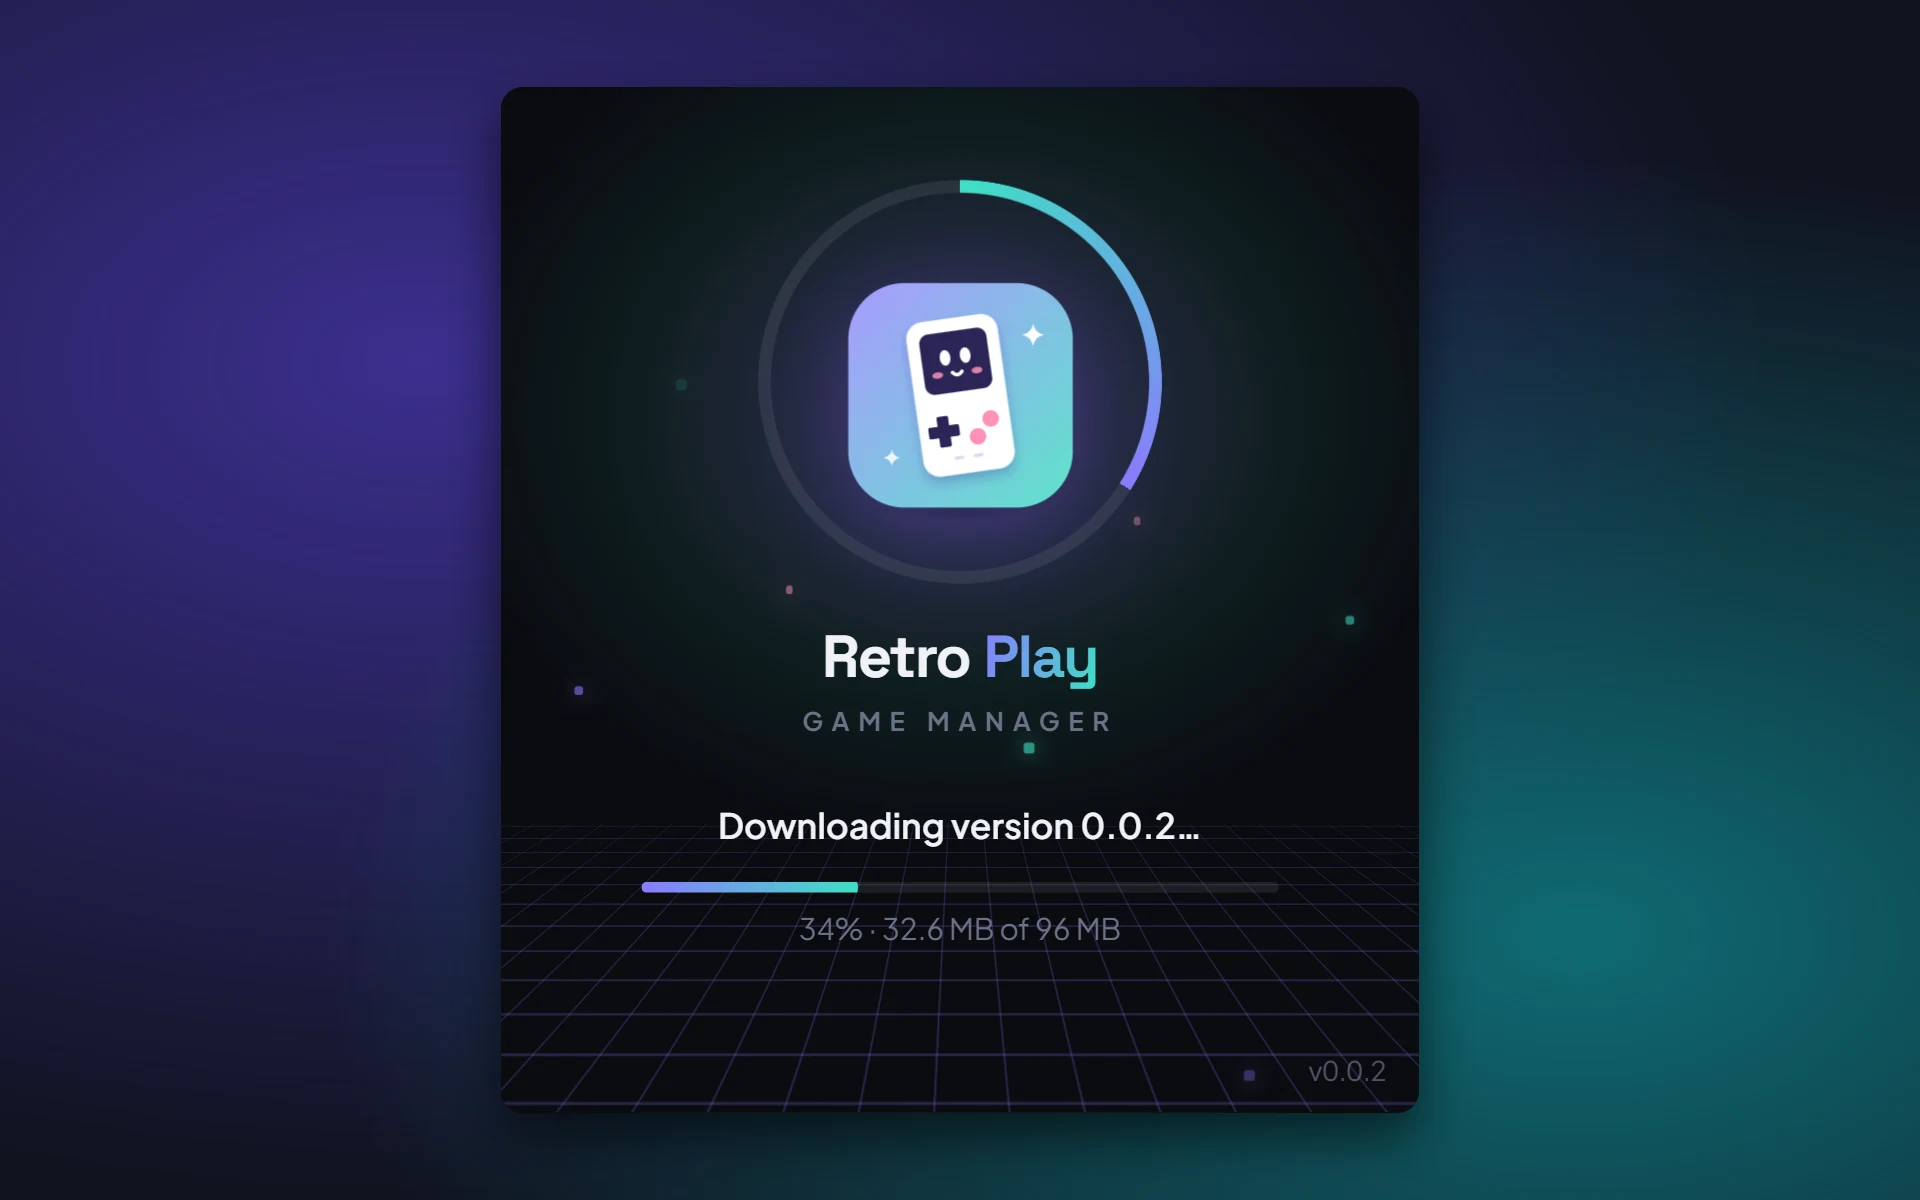 Retro Play
GAME MANAGER
Downloading version 0.0.2...
34% · 32.6 MB of 96 MB
v0.0.2